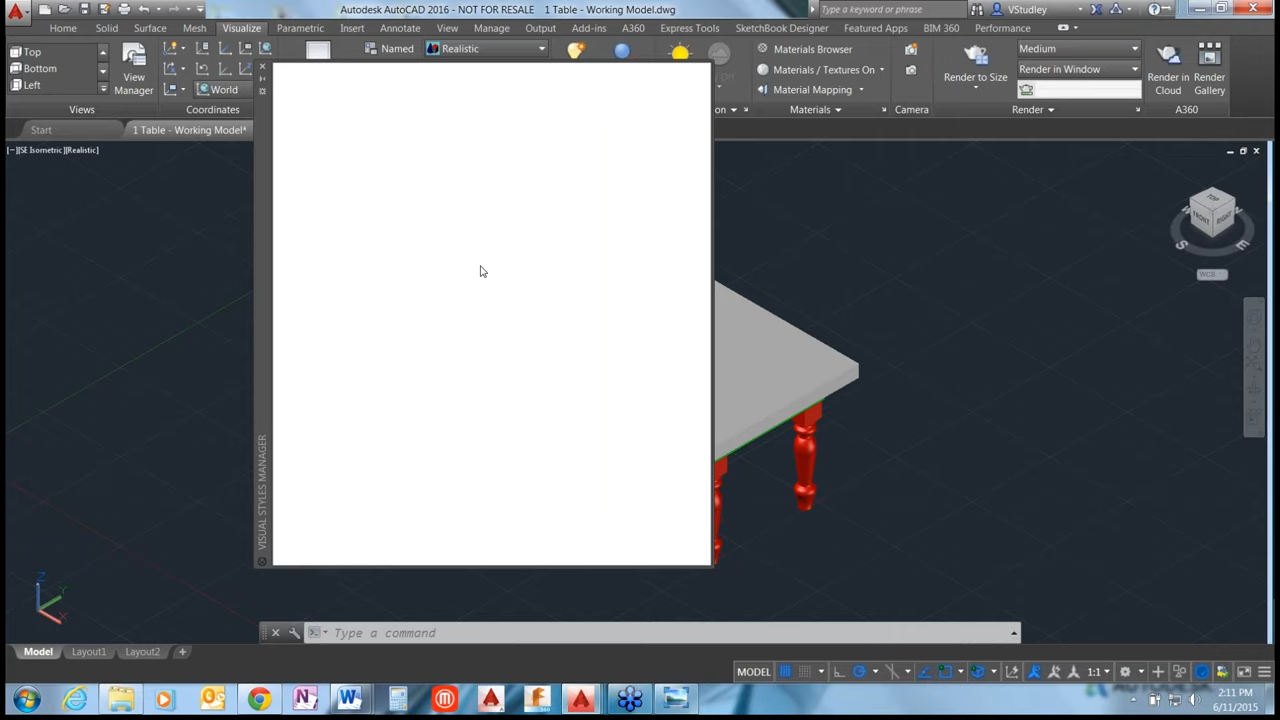 Autodesk AutoCAD 2016 - NOT FOR RESALE    1 Table - Working Model.dwg
Type a keyword or phrase
VStudley
Home Solid Surface Mesh Visualize Parametric Insert Annotate View Manage Output Add-ins A360 Express Tools SketchBook Designer Featured Apps BIM 360 Performance
Top
Bottom
Left
View
Manager
World
Named
Realistic
Materials Browser
Materials / Textures On
Material Mapping
Render to Size
Medium
Render in Window
Render in
Cloud
Render
Gallery
Views
Coordinates
Materials
Camera
Render
A360
Start
1 Table - Working Model*
[−][SE Isometric][Realistic]
TOP
FRONT
RIGHT
S
E
WCS
VISUAL STYLES MANAGER
Z
Y
X
Type a command
Model Layout1 Layout2
MODEL
1:1
2:11 PM
6/11/2015